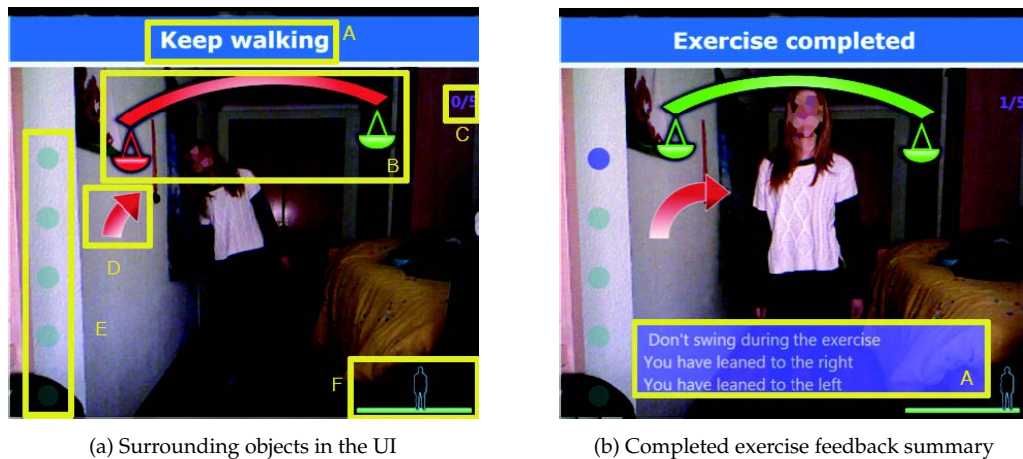 Keep walking
A
B
0/5
C
D
E
F
(a) Surrounding objects in the UI
Exercise completed
1/5
Don't swing during the exercise
You have leaned to the right
You have leaned to the left
A
(b) Completed exercise feedback summary